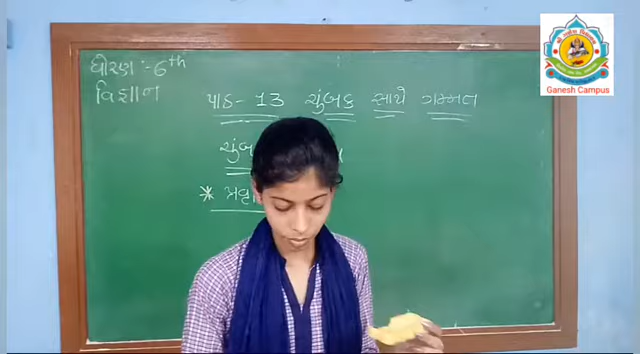 ધોરણ :- 6th
વિજ્ઞાન
પાઠ - 13 ચુંબક સાથે ગમ્મત
Ganesh Campus